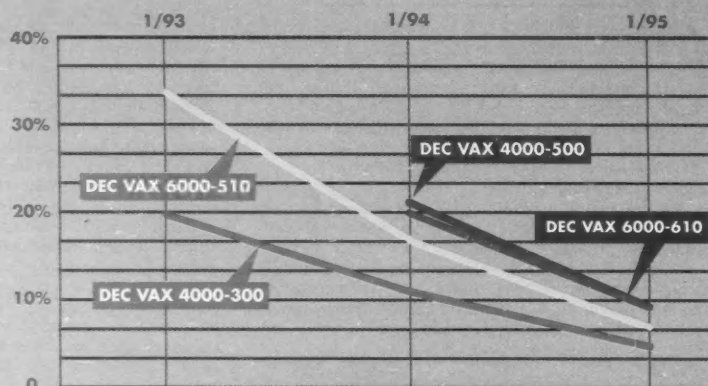 1/93 1/94 1/95
40%
30%
DEC VAX 4000-500
DEC VAX 6000-510
20%
DEC VAX 6000-610
DEC VAX 4000-300
10%
0